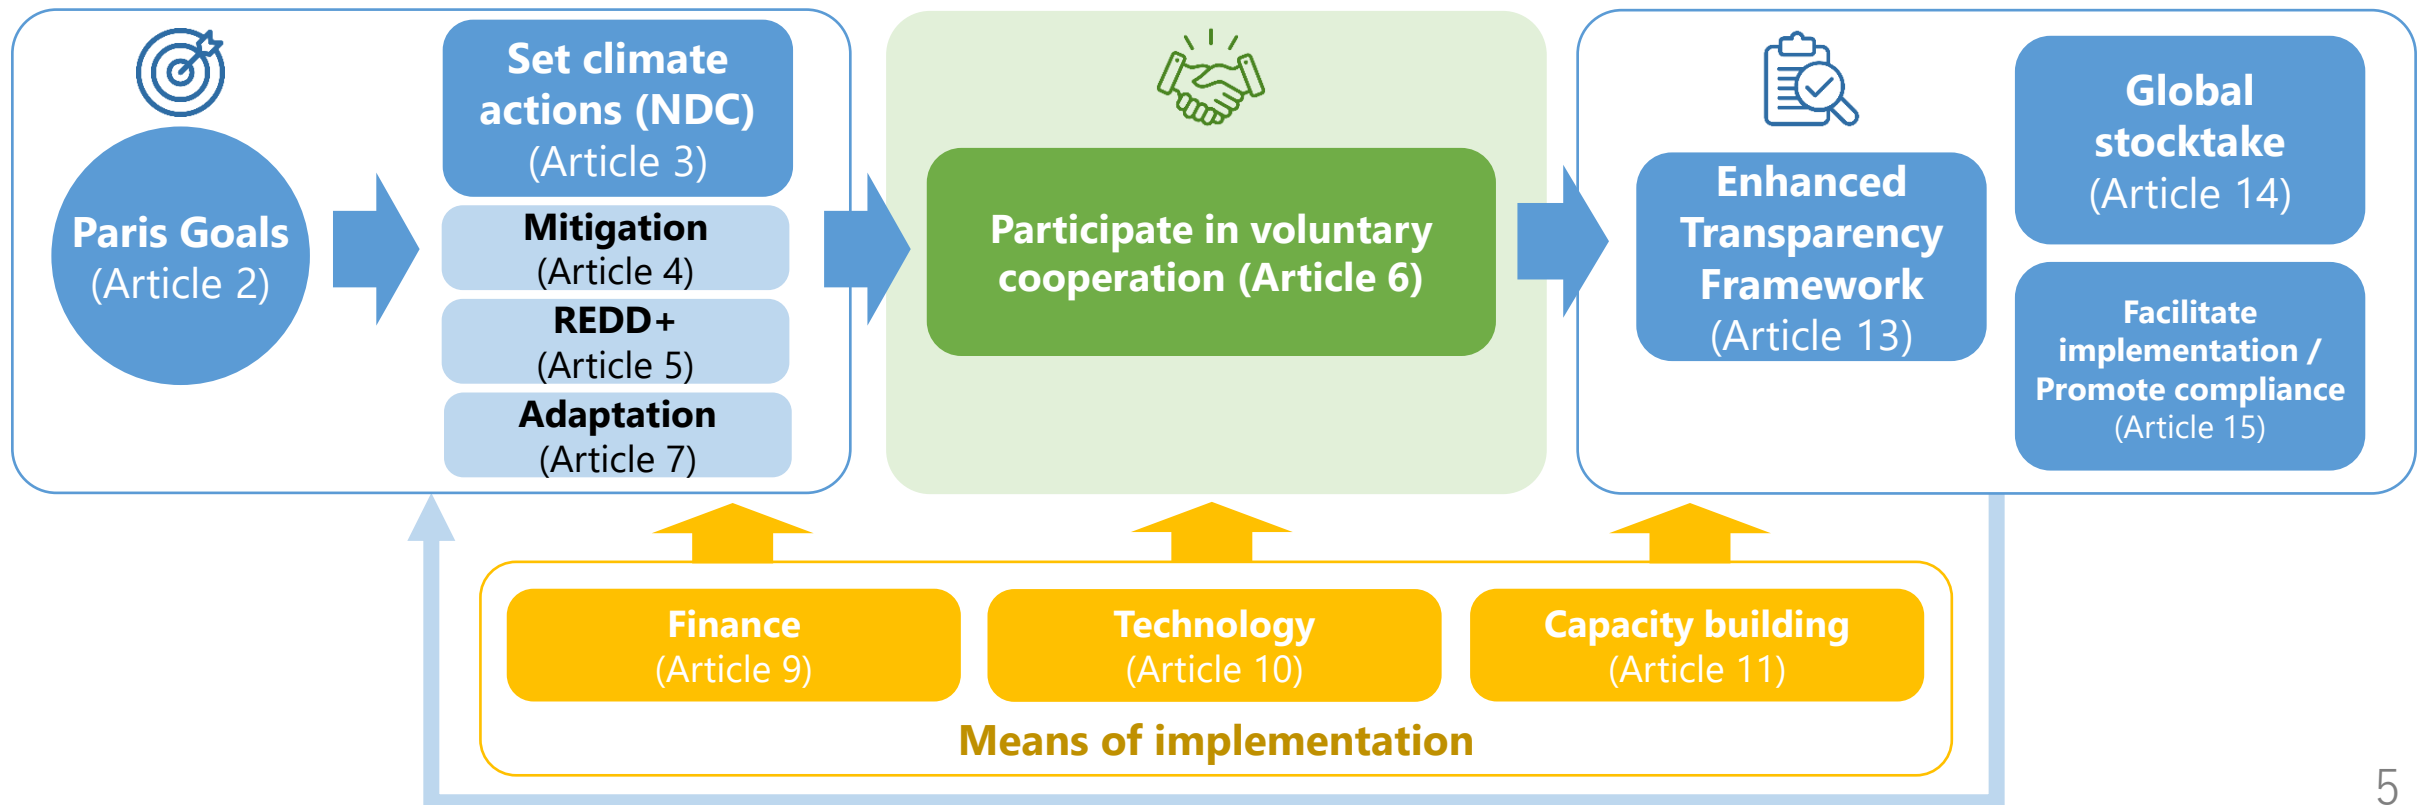 Paris Goals
(Article 2)
Set climate
actions (NDC)
(Article 3)
Mitigation
(Article 4)
REDD+
(Article 5)
Adaptation
(Article 7)
Participate in voluntary
cooperation (Article 6)
Enhanced
Transparency
Framework
(Article 13)
Global
stocktake
(Article 14)
Facilitate
implementation /
Promote compliance
(Article 15)
Finance
(Article 9)
Technology
(Article 10)
Capacity building
(Article 11)
Means of implementation
5